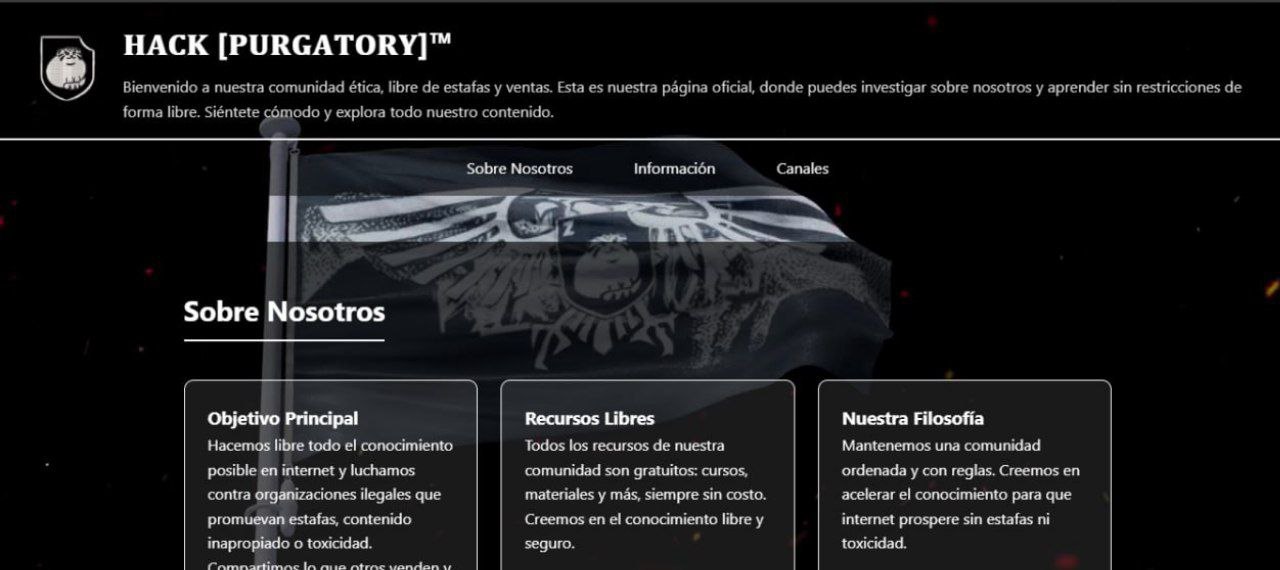 HACK [PURGATORY]™
Bienvenido a nuestra comunidad ética, libre de estafas y ventas. Esta es nuestra página oficial, donde puedes investigar sobre nosotros y aprender sin restricciones de
forma libre. Siéntete cómodo y explora todo nuestro contenido.
Sobre Nosotros
Información
Canales
Sobre Nosotros
Objetivo Principal
Hacemos libre todo el conocimiento
posible en internet y luchamos
contra organizaciones ilegales que
promuevan estafas, contenido
inapropiado o toxicidad.
Compartimos lo que otros venden y
Recursos Libres
Todos los recursos de nuestra
comunidad son gratuitos: cursos,
materiales y más, siempre sin costo.
Creemos en el conocimiento libre y
seguro.
Nuestra Filosofía
Mantenemos una comunidad
ordenada y con reglas. Creemos en
acelerar el conocimiento para que
internet prospere sin estafas ni
toxicidad.